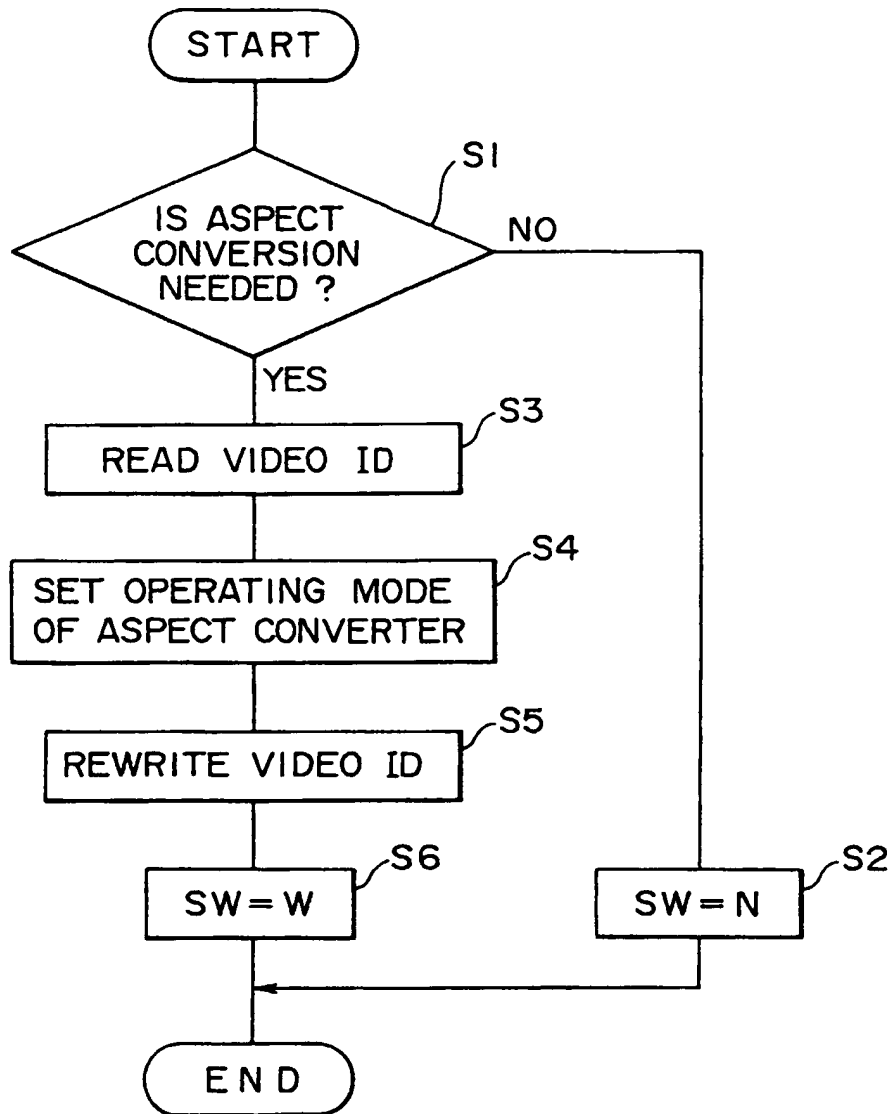 START
S1
IS ASPECT
CONVERSION
NEEDED ?
NO
YES
S3
READ VIDEO ID
S4
SET OPERATING MODE
OF ASPECT CONVERTER
S5
REWRITE VIDEO ID
S6
SW = W
S2
SW = N
END